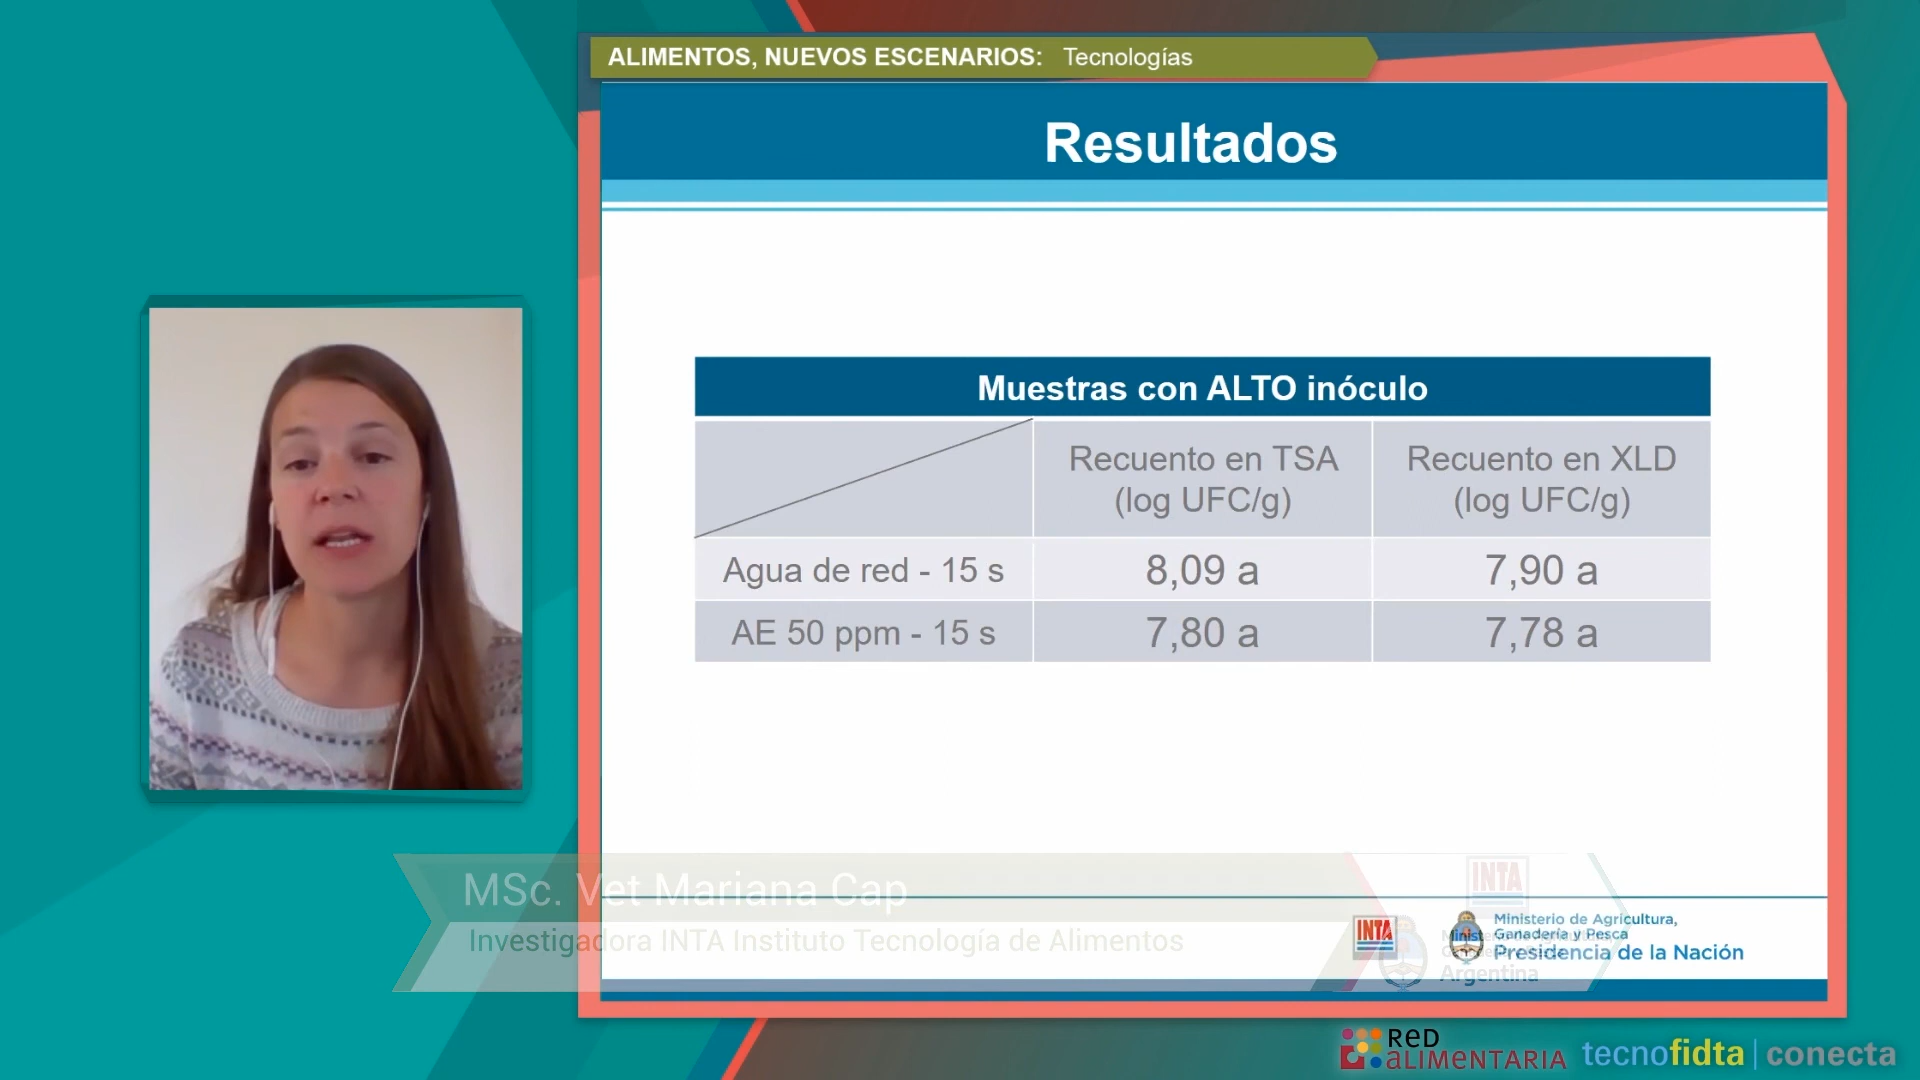 ALIMENTOS, NUEVOS ESCENARIOS: Tecnologías
Resultados
Muestras con ALTO inóculo
Recuento en TSA
(log UFC/g)
Recuento en XLD
(log UFC/g)
Agua de red - 15 s
8,09 a
7,90 a
AE 50 ppm - 15 s
7,80 a
7,78 a
MSc. Vet Mariana Cap
Investigadora INTA Instituto Tecnología de Alimentos
INTA
INTA
Ministerio de Agricultura,
Ganadería y Pesca
Presidencia de la Nación
Argentina
ReD
aLIMENTARIA
tecnofidta | conecta